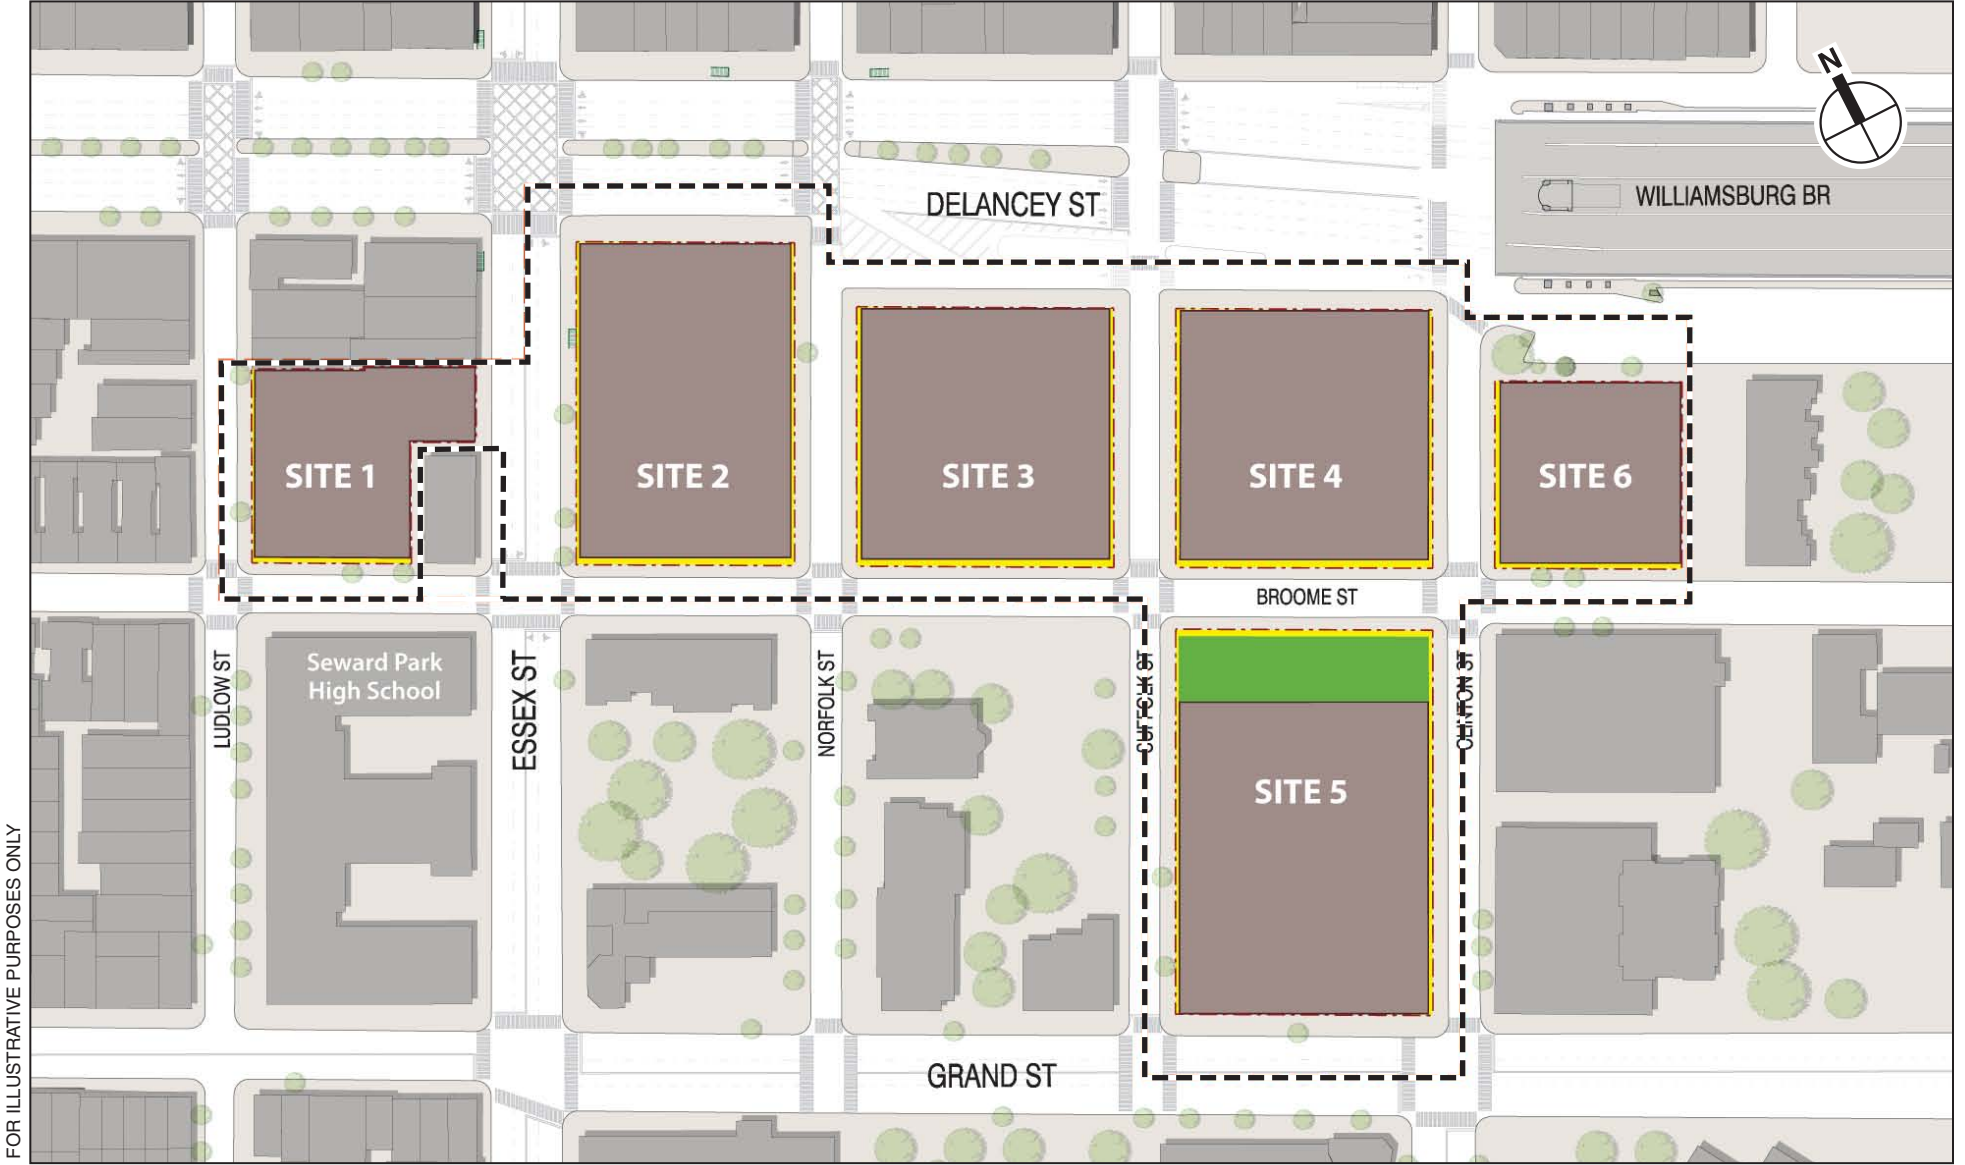 N
DELANCEY ST
WILLIAMSBURG BR
SITE 1
SITE 2
SITE 3
SITE 4
SITE 6
BROOME ST
LUDLOW ST
Seward Park
High School
ESSEX ST
NORFOLK ST
SUFFOLK ST
CLINTON ST
SITE 5
GRAND ST
FOR ILLUSTRATIVE PURPOSES ONLY